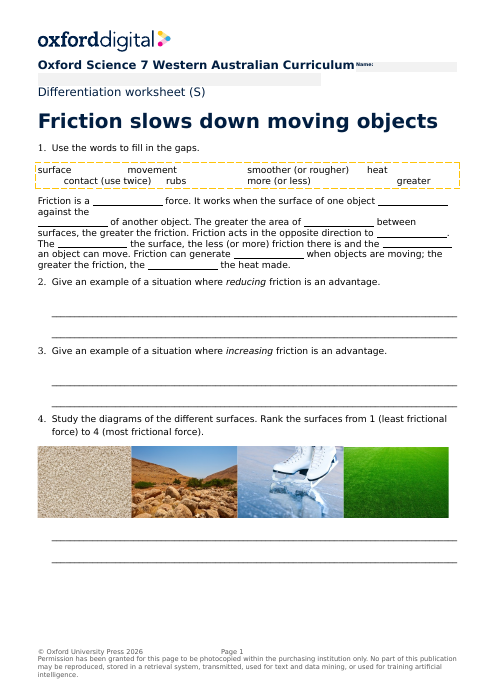 oxforddigital
Oxford Science 7 Western Australian Curriculum Name:
Differentiation worksheet (S)
Friction slows down moving objects
1. Use the words to fill in the gaps.
surface movement smoother (or rougher) heat
contact (use twice) rubs more (or less) greater
Friction is a ______________ force. It works when the surface of one object ______________
against the
______________ of another object. The greater the area of ______________ between
surfaces, the greater the friction. Friction acts in the opposite direction to ______________.
The ______________ the surface, the less (or more) friction there is and the ______________
an object can move. Friction can generate ______________ when objects are moving; the
greater the friction, the ______________ the heat made.
2. Give an example of a situation where reducing friction is an advantage.
3. Give an example of a situation where increasing friction is an advantage.
4. Study the diagrams of the different surfaces. Rank the surfaces from 1 (least frictional
force) to 4 (most frictional force).
© Oxford University Press 2026 Page 1
Permission has been granted for this page to be photocopied within the purchasing institution only. No part of this publication
may be reproduced, stored in a retrieval system, transmitted, used for text and data mining, or used for training artificial
intelligence.